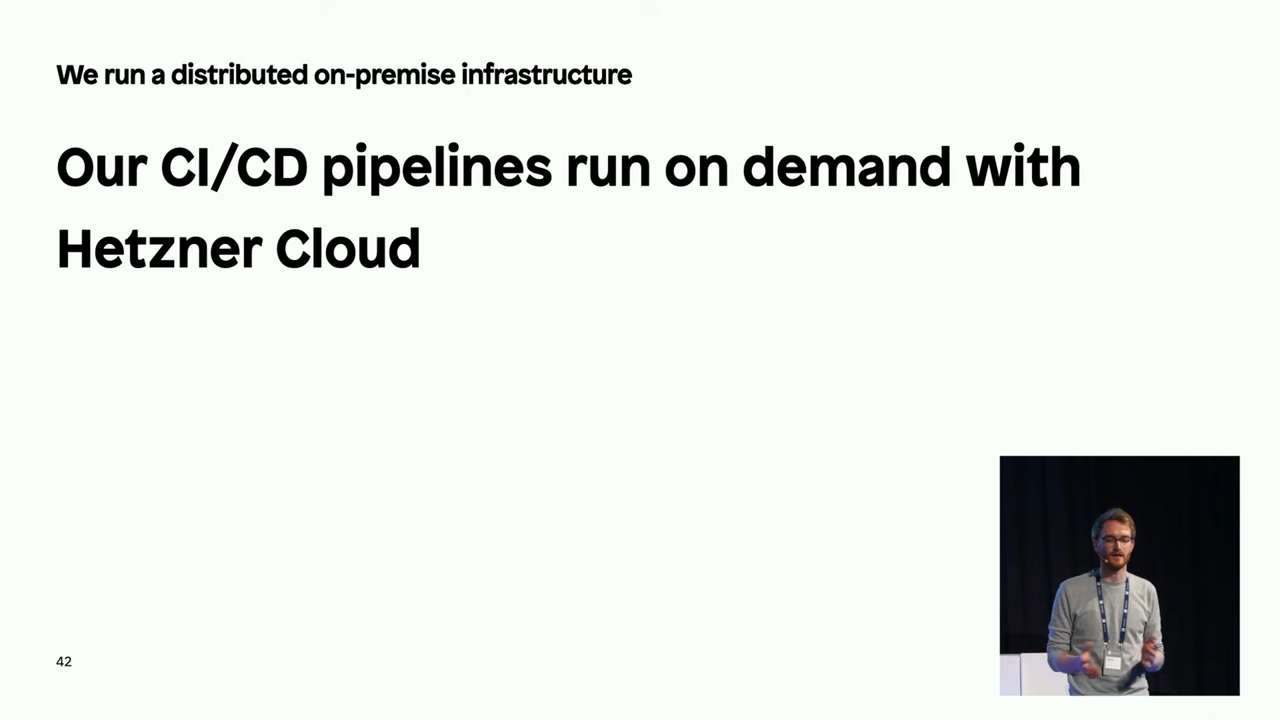 We run a distributed on-premise infrastructure
Our CI/CD pipelines run on demand with
Hetzner Cloud
42